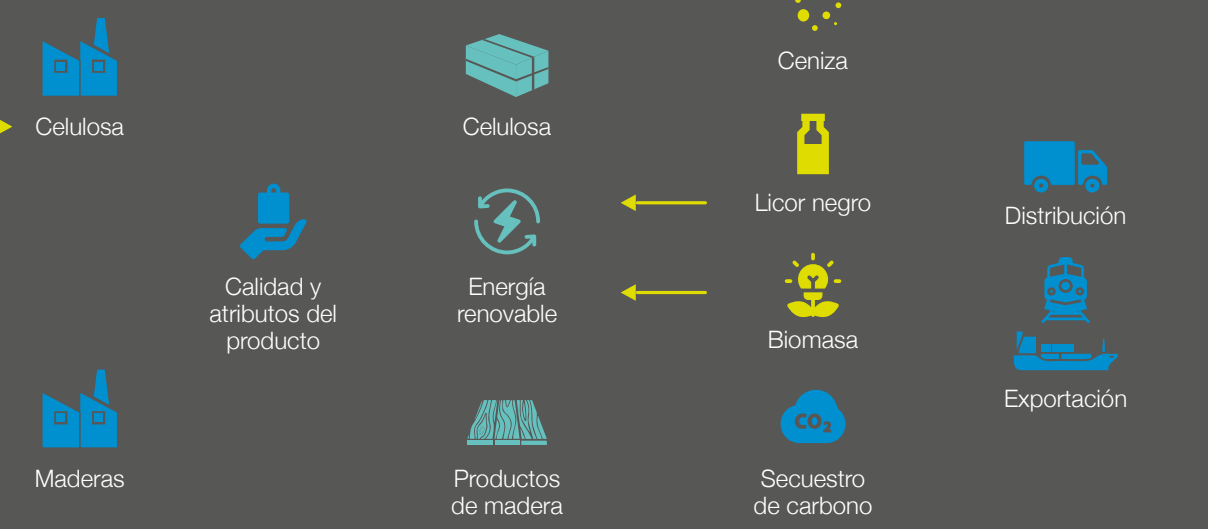 Celulosa
Maderas
Calidad y
atributos del
producto
Celulosa
Energía
renovable
Productos
de madera
Ceniza
Licor negro
Biomasa
CO₂
Secuestro
de carbono
Distribución
Exportación